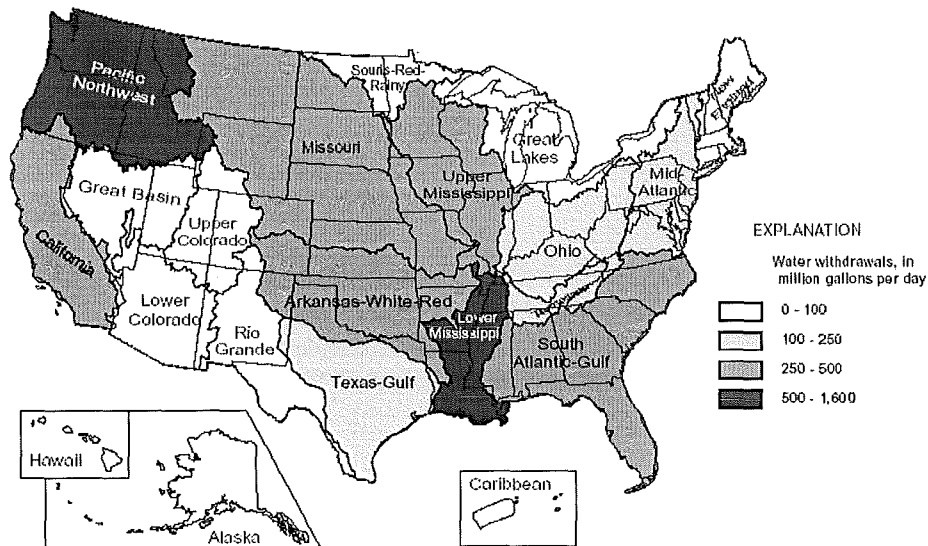 Pacific
Northwest
Souris-Red-
Rainy
New
England
Great
Lakes
Missouri
Upper
Mississippi
Mid-
Atlantic
Great Basin
Upper
Colorado
California
Ohio
Lower
Colorado
Rio
Grande
Arkansas-White-Red
Lower
Mississippi
South
Atlantic-Gulf
Texas-Gulf
Hawaii
Alaska
Caribbean
EXPLANATION
Water withdrawals, in
million gallons per day
0 - 100
100 - 250
250 - 500
500 - 1,600